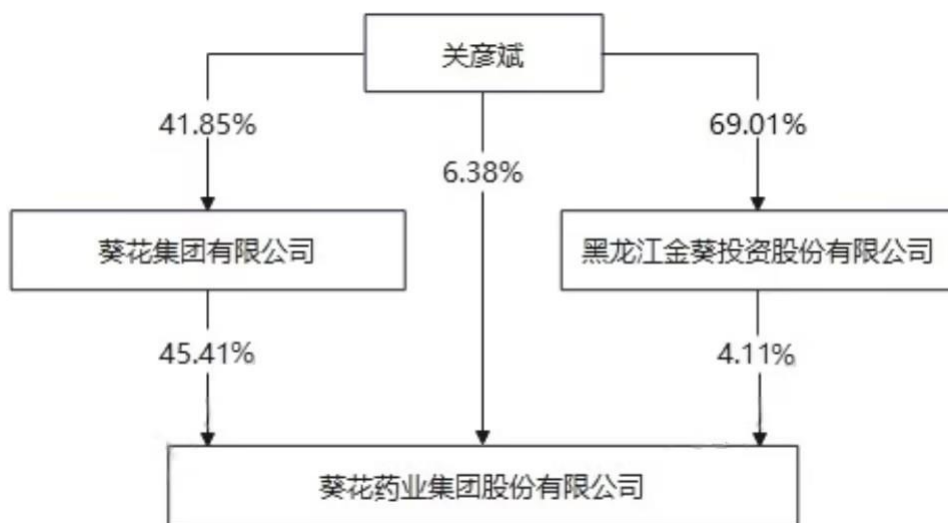 关彦斌
41.85%
6.38%
69.01%
葵花集团有限公司
黑龙江金葵投资股份有限公司
45.41%
4.11%
葵花药业集团股份有限公司